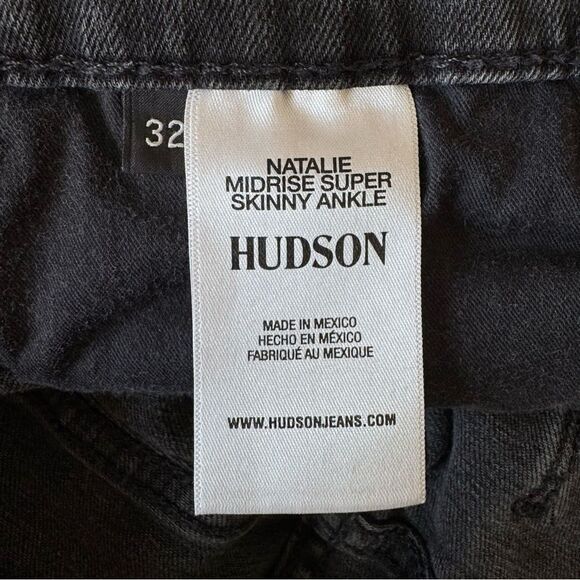 32
NATALIE
MIDRISE SUPER
SKINNY ANKLE
HUDSON
MADE IN MEXICO
HECHO EN MÉXICO
FABRIQUÉ AU MEXIQUE
WWW.HUDSONJEANS.COM